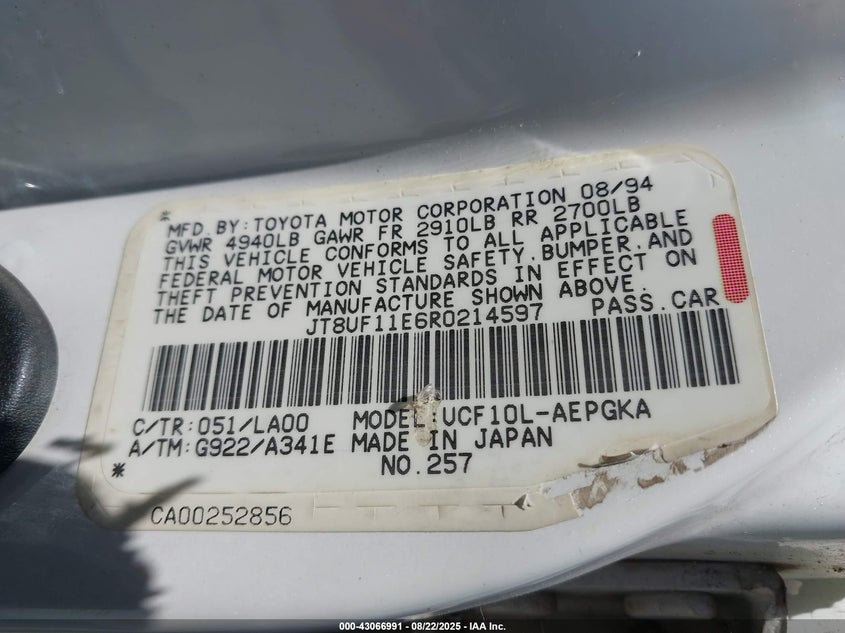 *
MFD.BY:TOYOTA MOTOR CORPORATION 08/94
GVWR 4940LB GAWR FR 2910LB RR 2700LB
THIS VEHICLE CONFORMS TO ALL APPLICABLE
FEDERAL MOTOR VEHICLE SAFETY,BUMPER,AND
THEFT PREVENTION STANDARDS IN EFFECT ON
THE DATE OF MANUFACTURE SHOWN ABOVE.
JT8UF11E6R0214597 PASS.CAR
C/TR:051/LA00 MODEL:UCF10L-AEPGKA
A/TM:G922/A341E MADE IN JAPAN
* NO.257
CA00252856
000-43066991 - 08/22/2025 - IAA Inc.